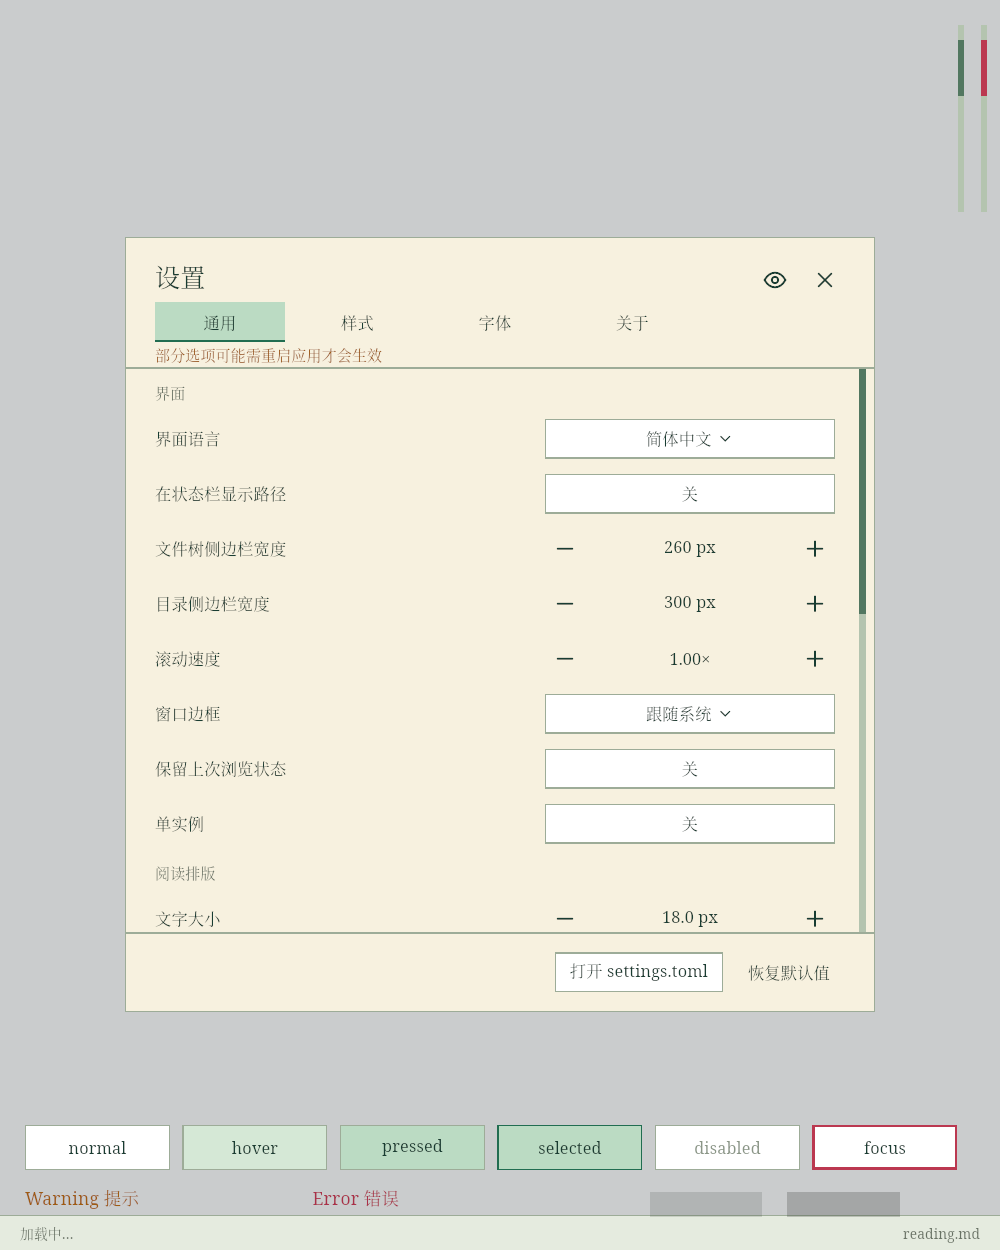 设置
通用 样式 字体 关于
部分选项可能需重启应用才会生效
界面
界面语言 简体中文
在状态栏显示路径 关
文件树侧边栏宽度 260 px
目录侧边栏宽度 300 px
滚动速度 1.00×
窗口边框 跟随系统
保留上次浏览状态 关
单实例 关
阅读排版
文字大小 18.0 px
打开 settings.toml 恢复默认值
normal hover pressed selected disabled focus
Warning 提示 Error 错误
加载中... reading.md